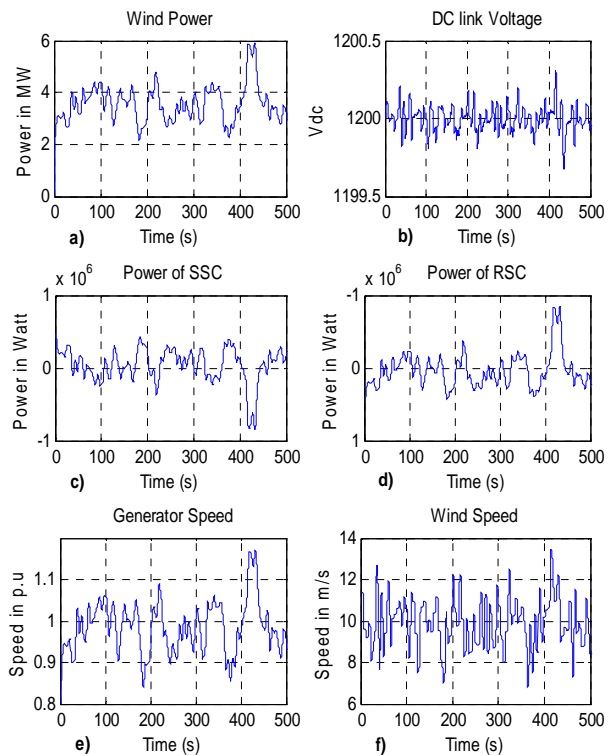 Wind Power
Power in MW
6
4
2
0
0 100 200 300 400 500
a)
Time (s)
DC link Voltage
Vdc
1200.5
1200
1199.5
0 100 200 300 400 500
b)
Time (s)
x 10^6
Power of SSC
Power in Watt
1
0
-1
0 100 200 300 400 500
c)
Time (s)
x 10^6
Power of RSC
Power in Watt
-1
0
1
0 100 200 300 400 500
d)
Time (s)
Generator Speed
Speed in p.u
1.1
1
0.9
0.8
0 100 200 300 400 500
e)
Time (s)
Wind Speed
Speed in m/s
14
12
10
8
6
0 100 200 300 400 500
f)
Time (s)